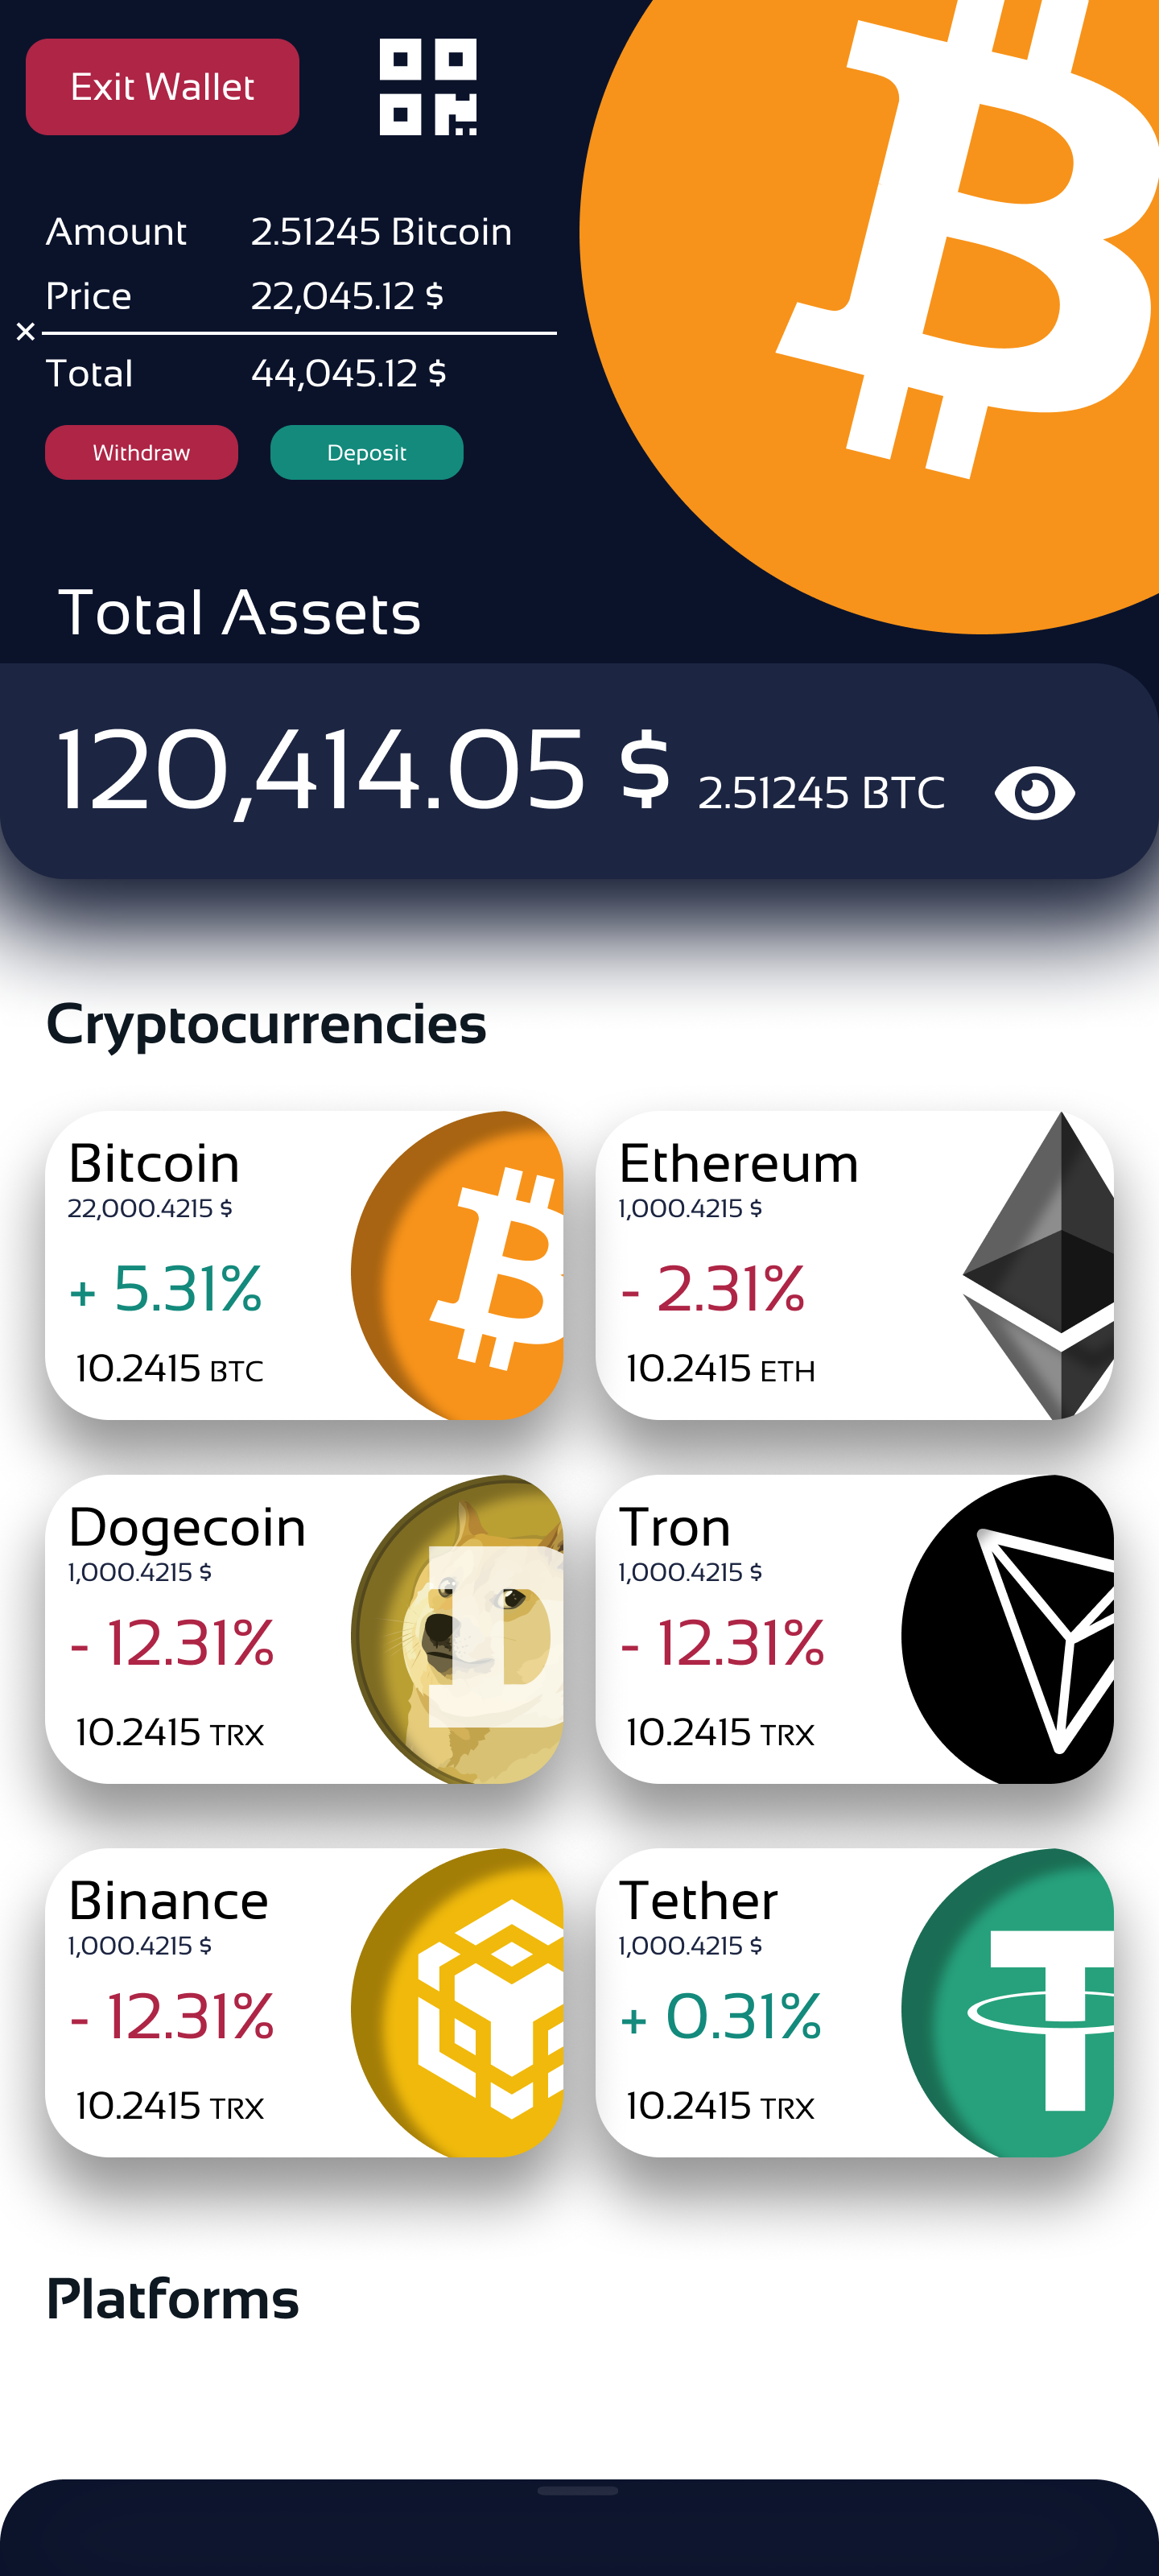 Exit Wallet
Amount 2.51245 Bitcoin
Price 22,045.12 $
×
Total 44,045.12 $
Withdraw Deposit
Total Assets
120,414.05 $ 2.51245 BTC
Cryptocurrencies
Bitcoin
22,000.4215 $
+ 5.31%
10.2415 BTC
Ethereum
1,000.4215 $
- 2.31%
10.2415 ETH
Dogecoin
1,000.4215 $
- 12.31%
10.2415 TRX
Tron
1,000.4215 $
- 12.31%
10.2415 TRX
Binance
1,000.4215 $
- 12.31%
10.2415 TRX
Tether
1,000.4215 $
+ 0.31%
10.2415 TRX
Platforms